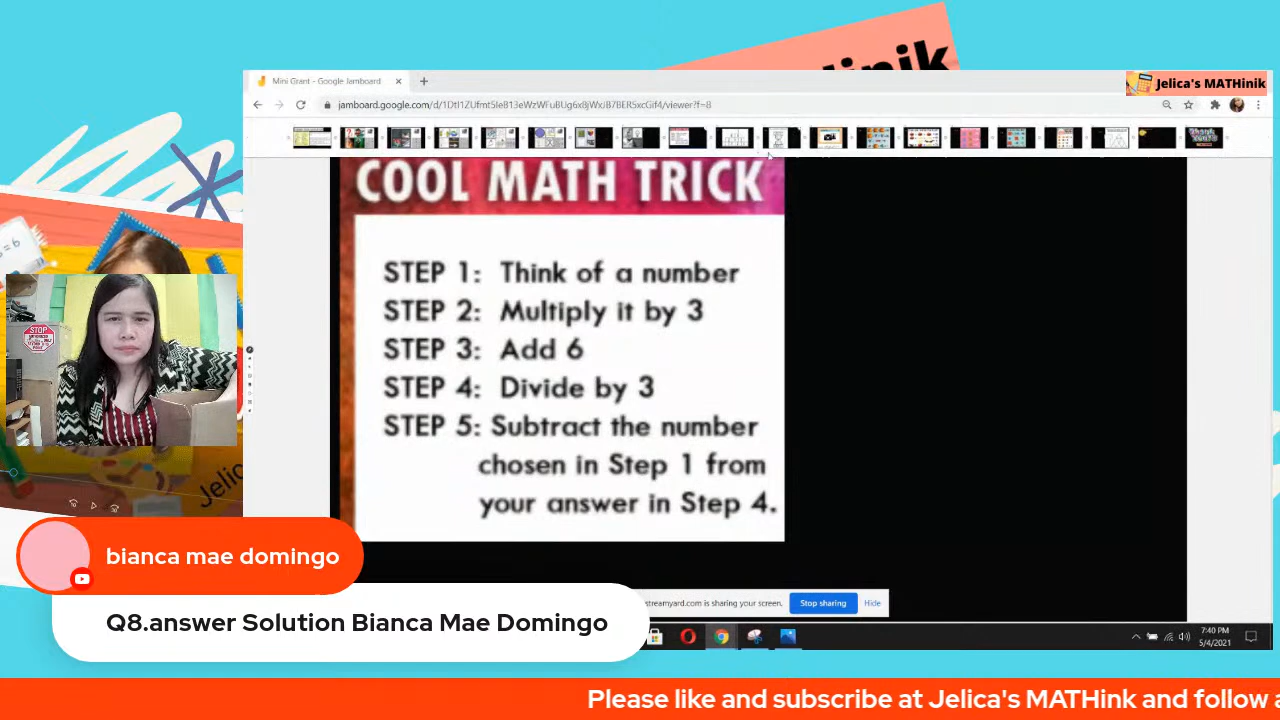 inik
Mini Grant - Google Jamboard
Jelica's MATHinik
COOL MATH TRICK
STEP 1: Think of a number
STEP 2: Multiply it by 3
STEP 3: Add 6
STEP 4: Divide by 3
STEP 5: Subtract the number
chosen in Step 1 from
your answer in Step 4.
STOP
Jelic
bianca mae domingo
Q8.answer Solution Bianca Mae Domingo
streamyard.com is sharing your screen.
Stop sharing
Hide
7:40 PM
5/4/2021
Please like and subscribe at Jelica's MATHink and follow a